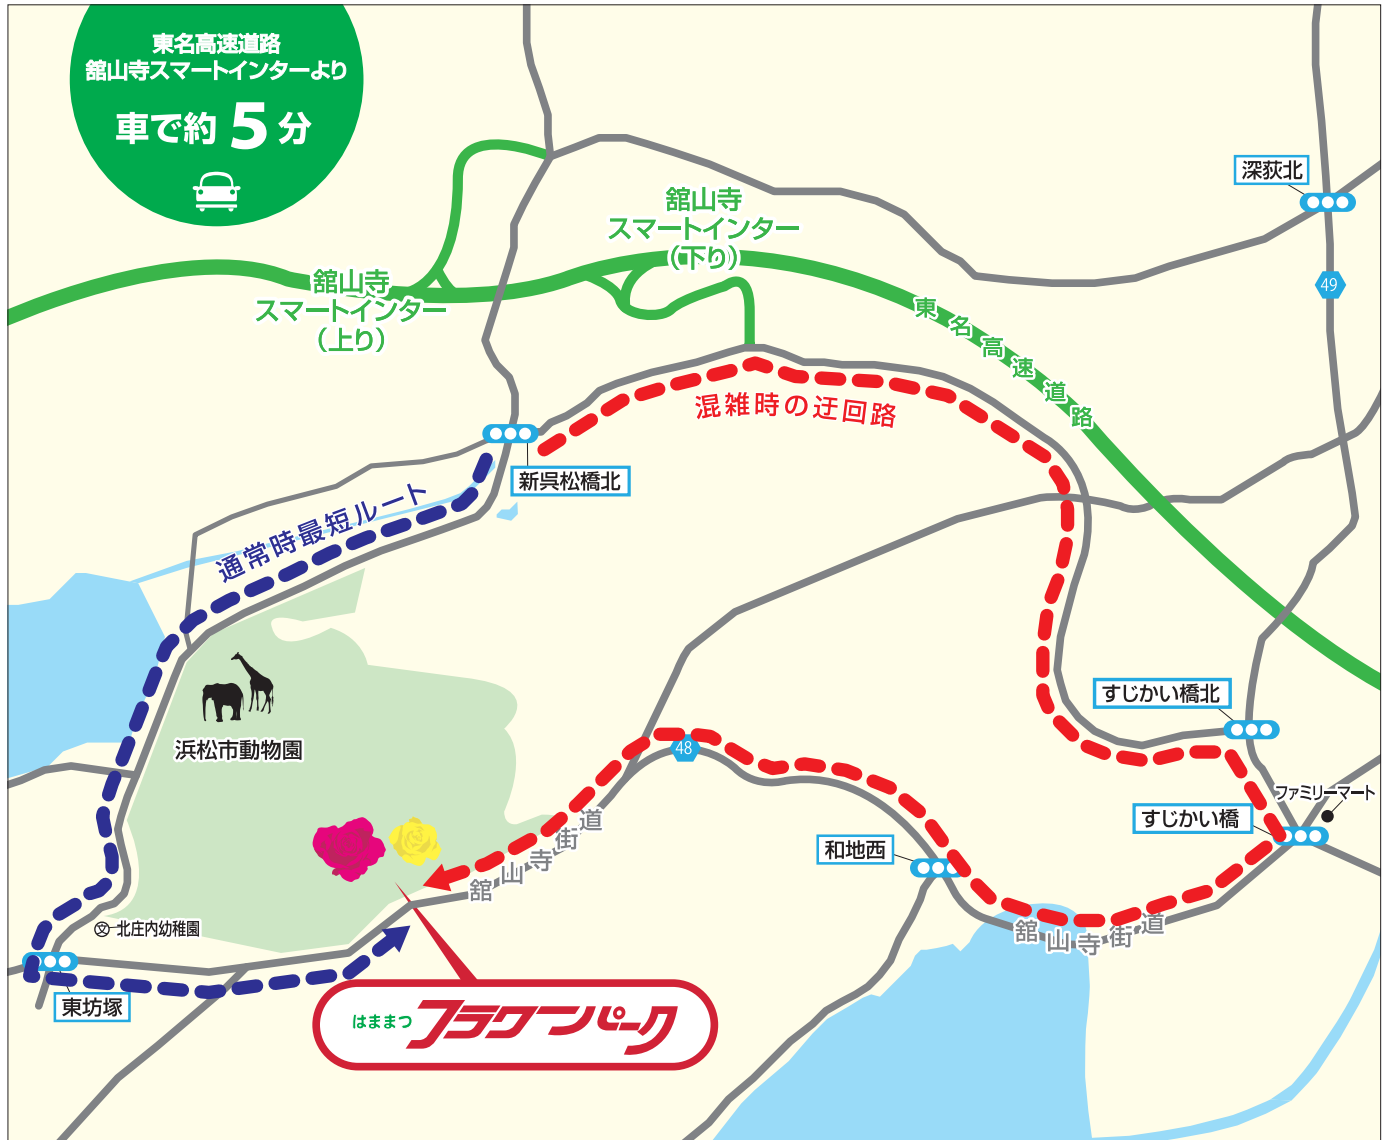 東名高速道路
舘山寺スマートインターより
車で約5分
深荻北
舘山寺
スマートインター
(下り)
49
舘山寺
スマートインター
(上り)
東名高速道路
混雑時の迂回路
新呉松橋北
通常時最短ルート
すじかい橋北
浜松市動物園
48
ファミリーマート
すじかい橋
舘山寺街道
和地西
文
北庄内幼稚園
舘山寺街道
東坊塚
はままつ
フラワーパーク